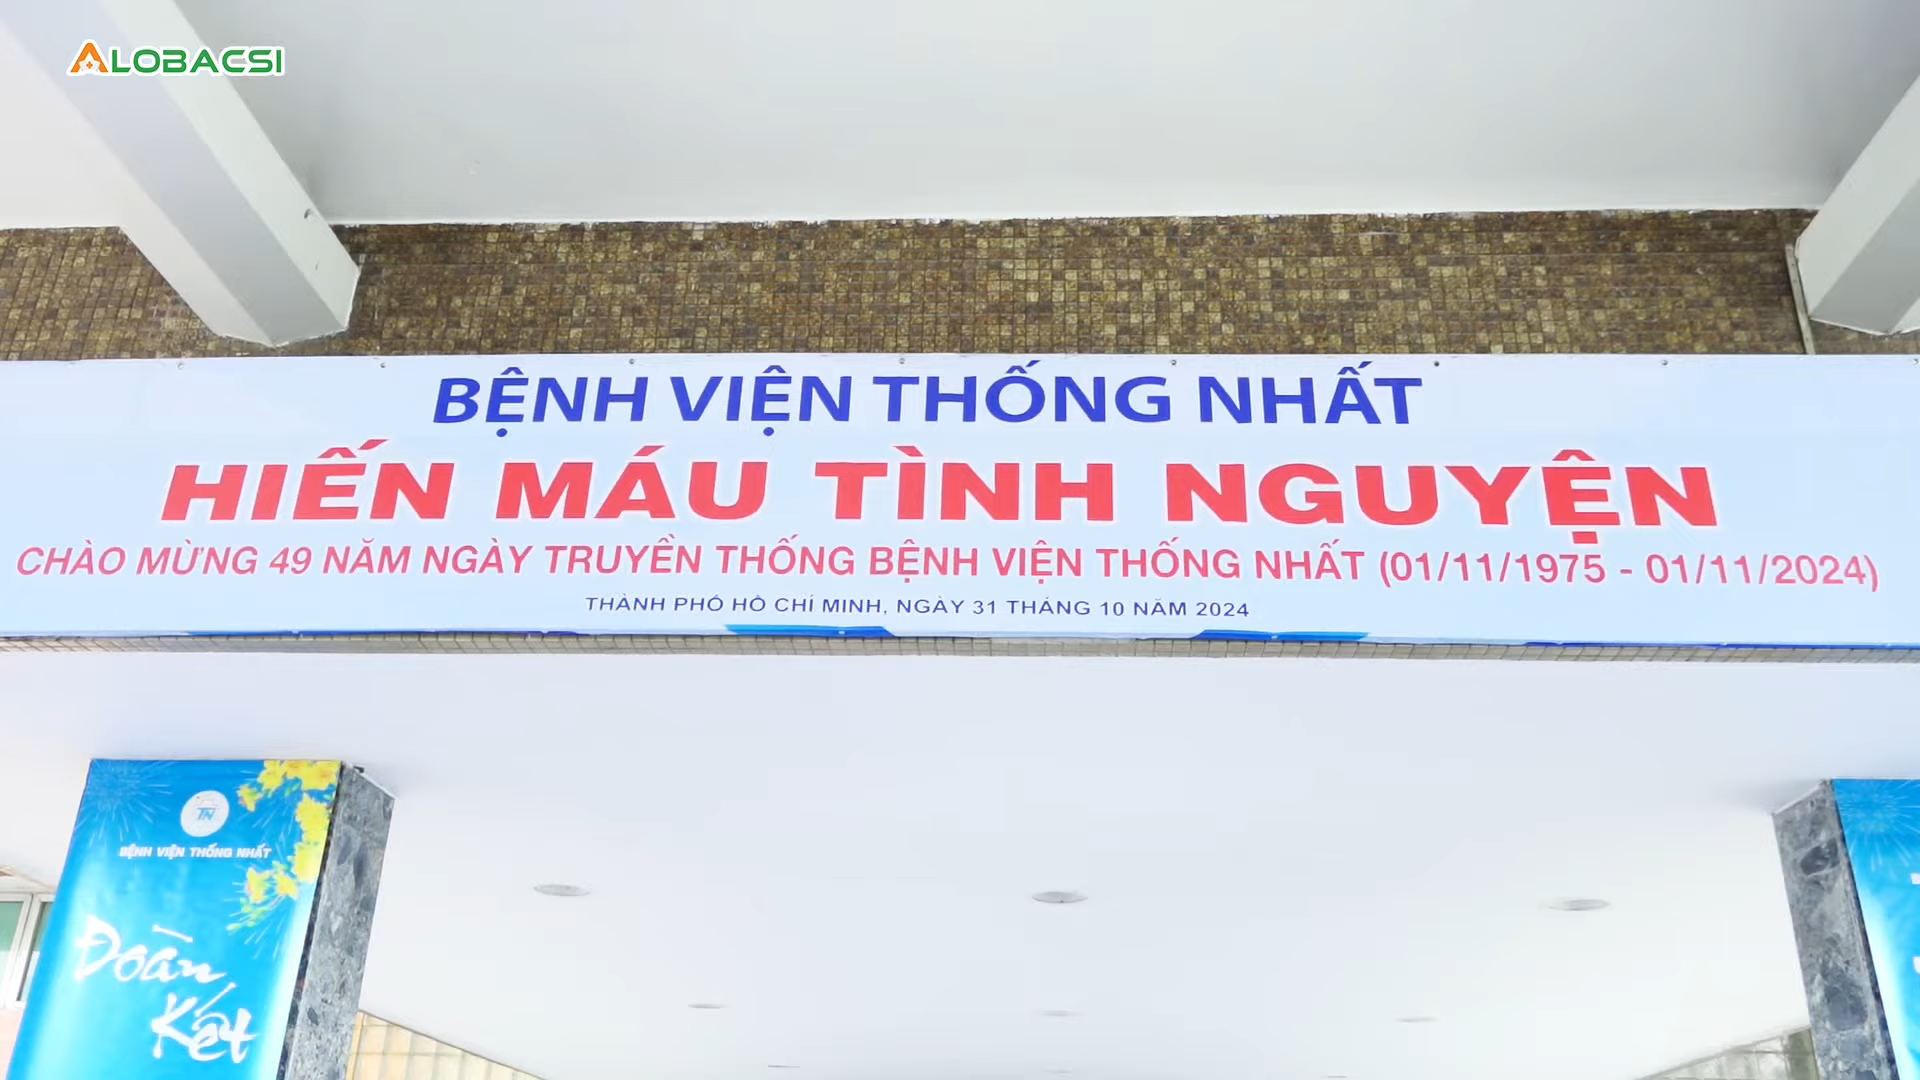 ALOBACSI
BỆNH VIỆN THỐNG NHẤT
HIẾN MÁU TÌNH NGUYỆN
CHÀO MỪNG 49 NĂM NGÀY TRUYỀN THỐNG BỆNH VIỆN THỐNG NHẤT (01/11/1975 - 01/11/2024)
THÀNH PHỐ HỒ CHÍ MINH, NGÀY 31 THÁNG 10 NĂM 2024
TN
BỆNH VIỆN THỐNG NHẤT
Đoàn
Kết